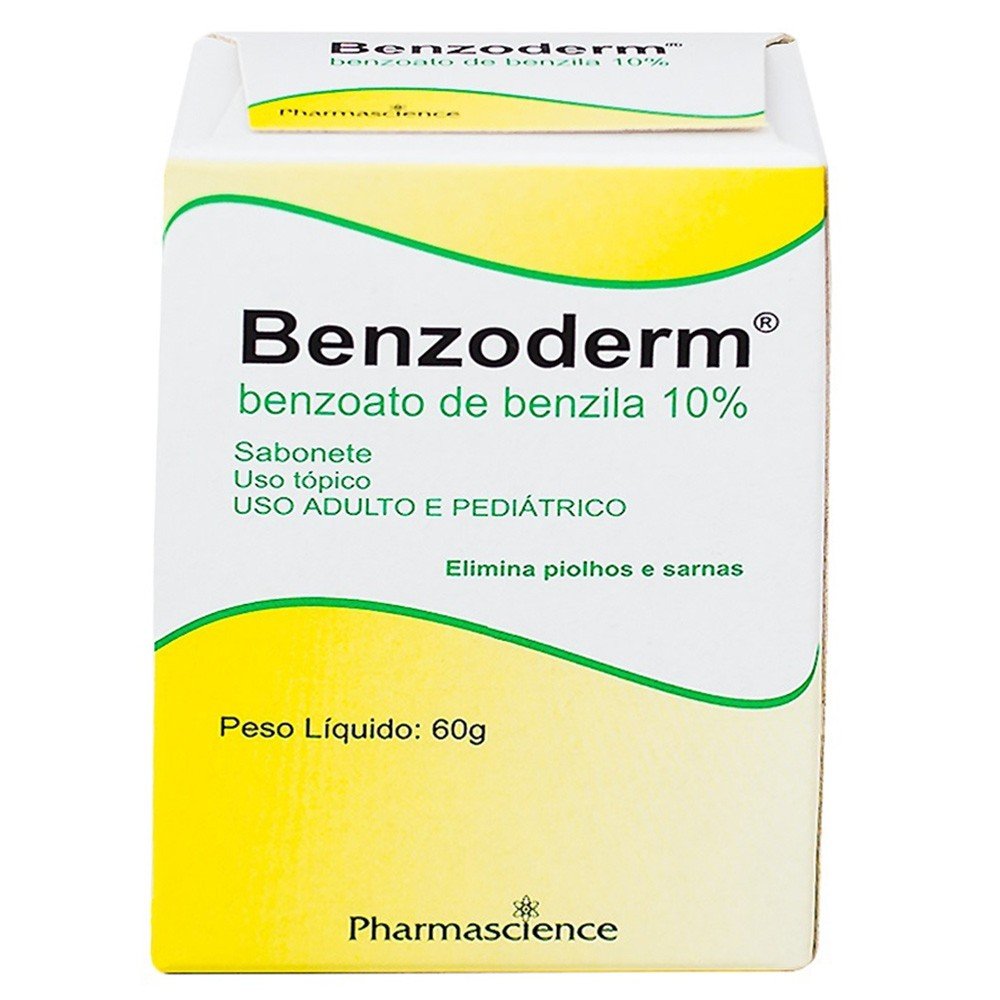 Benzoderm
benzoato de benzila 10%
Pharmascience
Benzoderm®
benzoato de benzila 10%
Sabonete
Uso tópico
USO ADULTO E PEDIÁTRICO
Elimina piolhos e sarnas
Peso Líquido: 60g
Pharmascience